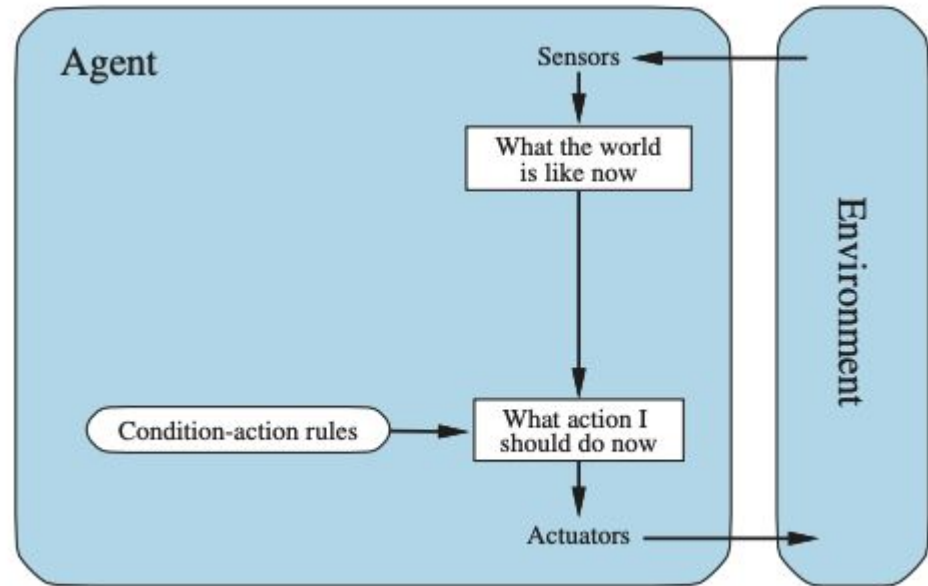 Agent
Sensors
What the world
is like now
Environment
Condition-action rules
What action I
should do now
Actuators